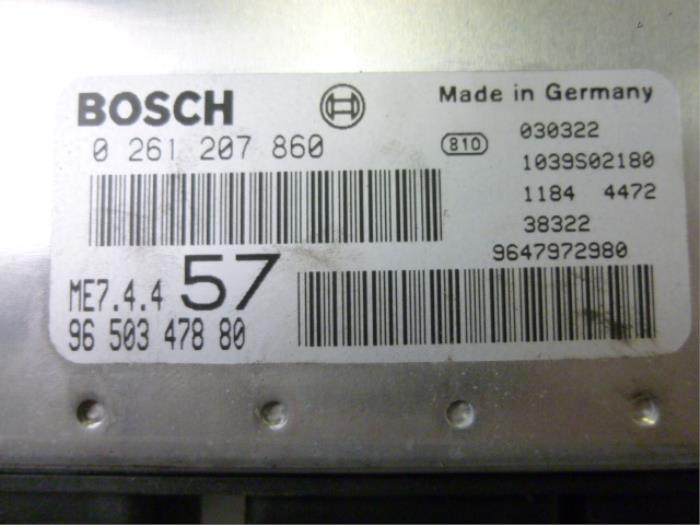 BOSCH
Made in Germany
0 261 207 860
810
030322
1039S02180
1184 4472
38322
9647972980
ME7.4.4 57
96 503 478 80